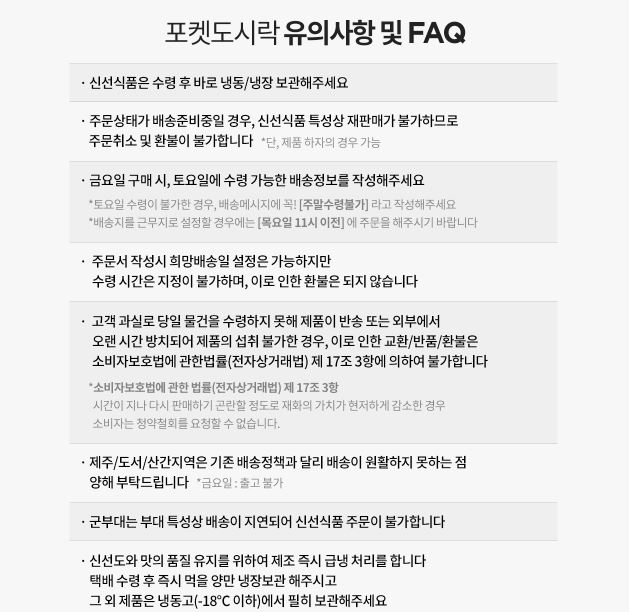 포켓도시락 유의사항 및 FAQ
· 신선식품은 수령 후 바로 냉동/냉장 보관해주세요
· 주문상태가 배송준비중일 경우, 신선식품 특성상 재판매가 불가하므로
주문취소 및 환불이 불가합니다 *단, 제품 하자의 경우 가능
· 금요일 구매 시, 토요일에 수령 가능한 배송정보를 작성해주세요
*토요일 수령이 불가한 경우, 배송메시지에 꼭! [주말수령불가] 라고 작성해주세요
*배송지를 근무지로 설정할 경우에는 [목요일 11시 이전] 에 주문을 해주시기 바랍니다
· 주문서 작성시 희망배송일 설정은 가능하지만
수령 시간은 지정이 불가하며, 이로 인한 환불은 되지 않습니다
· 고객 과실로 당일 물건을 수령하지 못해 제품이 반송 또는 외부에서
오랜 시간 방치되어 제품의 섭취 불가한 경우, 이로 인한 교환/반품/환불은
소비자보호법에 관한법률(전자상거래법) 제 17조 3항에 의하여 불가합니다
*소비자보호법에 관한 법률(전자상거래법) 제 17조 3항
시간이 지나 다시 판매하기 곤란할 정도로 재화의 가치가 현저하게 감소한 경우
소비자는 청약철회를 요청할 수 없습니다.
· 제주/도서/산간지역은 기존 배송정책과 달리 배송이 원활하지 못하는 점
양해 부탁드립니다 *금요일 : 출고 불가
· 군부대는 부대 특성상 배송이 지연되어 신선식품 주문이 불가합니다
· 신선도와 맛의 품질 유지를 위하여 제조 즉시 급냉 처리를 합니다
택배 수령 후 즉시 먹을 양만 냉장보관 해주시고
그 외 제품은 냉동고(-18℃ 이하)에서 필히 보관해주세요